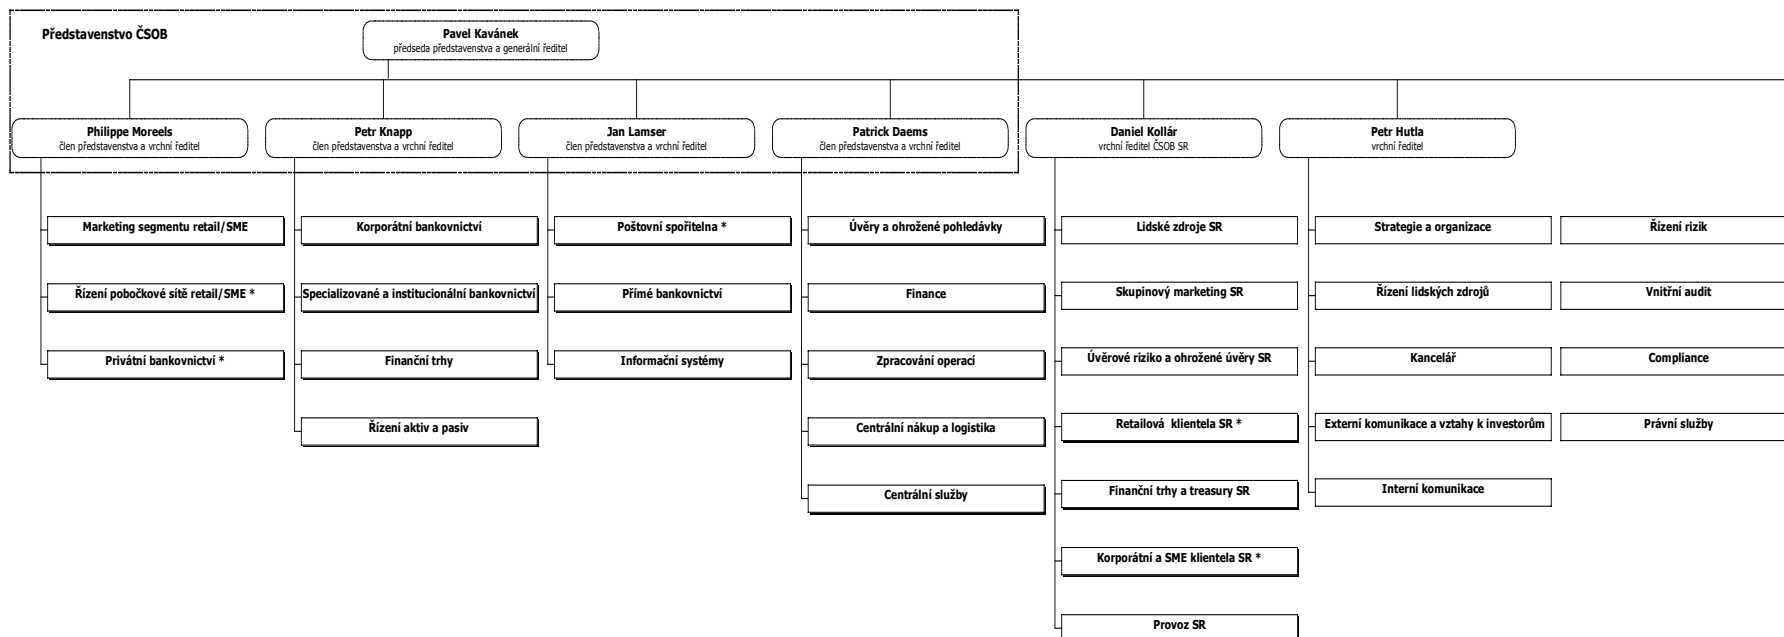 Představenstvo ČSOB
Pavel Kavánek
předseda představenstva a generální ředitel
Philippe Moreels
člen představenstva a vrchní ředitel
Petr Knapp
člen představenstva a vrchní ředitel
Jan Lamser
člen představenstva a vrchní ředitel
Patrick Daems
člen představenstva a vrchní ředitel
Daniel Kollár
vrchní ředitel ČSOB SR
Petr Hutla
vrchní ředitel
Marketing segmentu retail/SME
Řízení pobočkové sítě retail/SME *
Privátní bankovnictví *
Korporátní bankovnictví
Specializované a institucionální bankovnictví
Finanční trhy
Řízení aktiv a pasiv
Poštovní spořitelna *
Přímé bankovnictví
Informační systémy
Úvěry a ohrožené pohledávky
Finance
Zpracování operací
Centrální nákup a logistika
Centrální služby
Lidské zdroje SR
Skupinový marketing SR
Úvěrové riziko a ohrožené úvěry SR
Retailová klientela SR *
Finanční trhy a treasury SR
Korporátní a SME klientela SR *
Provoz SR
Strategie a organizace
Řízení lidských zdrojů
Kancelář
Externí komunikace a vztahy k investorům
Interní komunikace
Řízení rizik
Vnitřní audit
Compliance
Právní služby